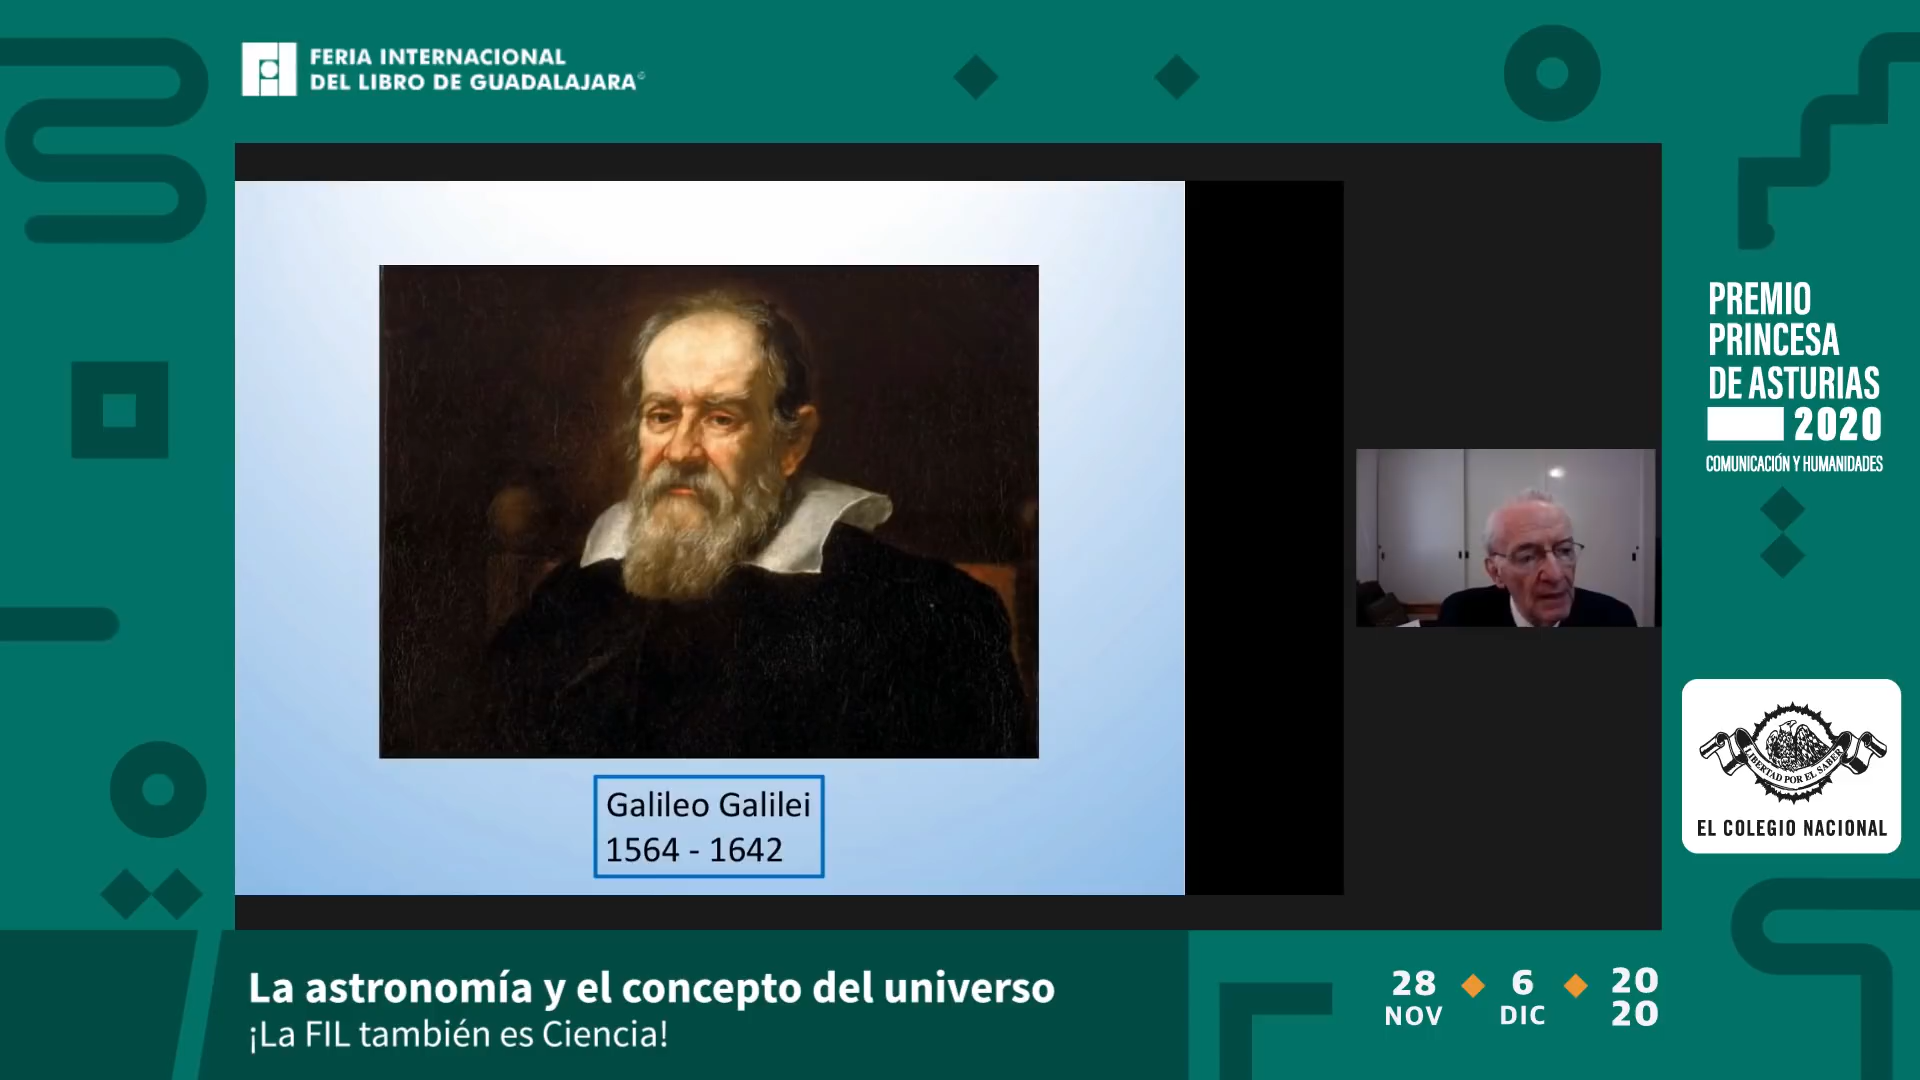 FERIA INTERNACIONAL
DEL LIBRO DE GUADALAJARA
PREMIO
PRINCESA
DE ASTURIAS
2020
COMUNICACIÓN Y HUMANIDADES
LIBERTAD POR EL SABER
EL COLEGIO NACIONAL
Galileo Galilei
1564 - 1642
La astronomía y el concepto del universo
¡La FIL también es Ciencia!
28 6 20
NOV DIC 20